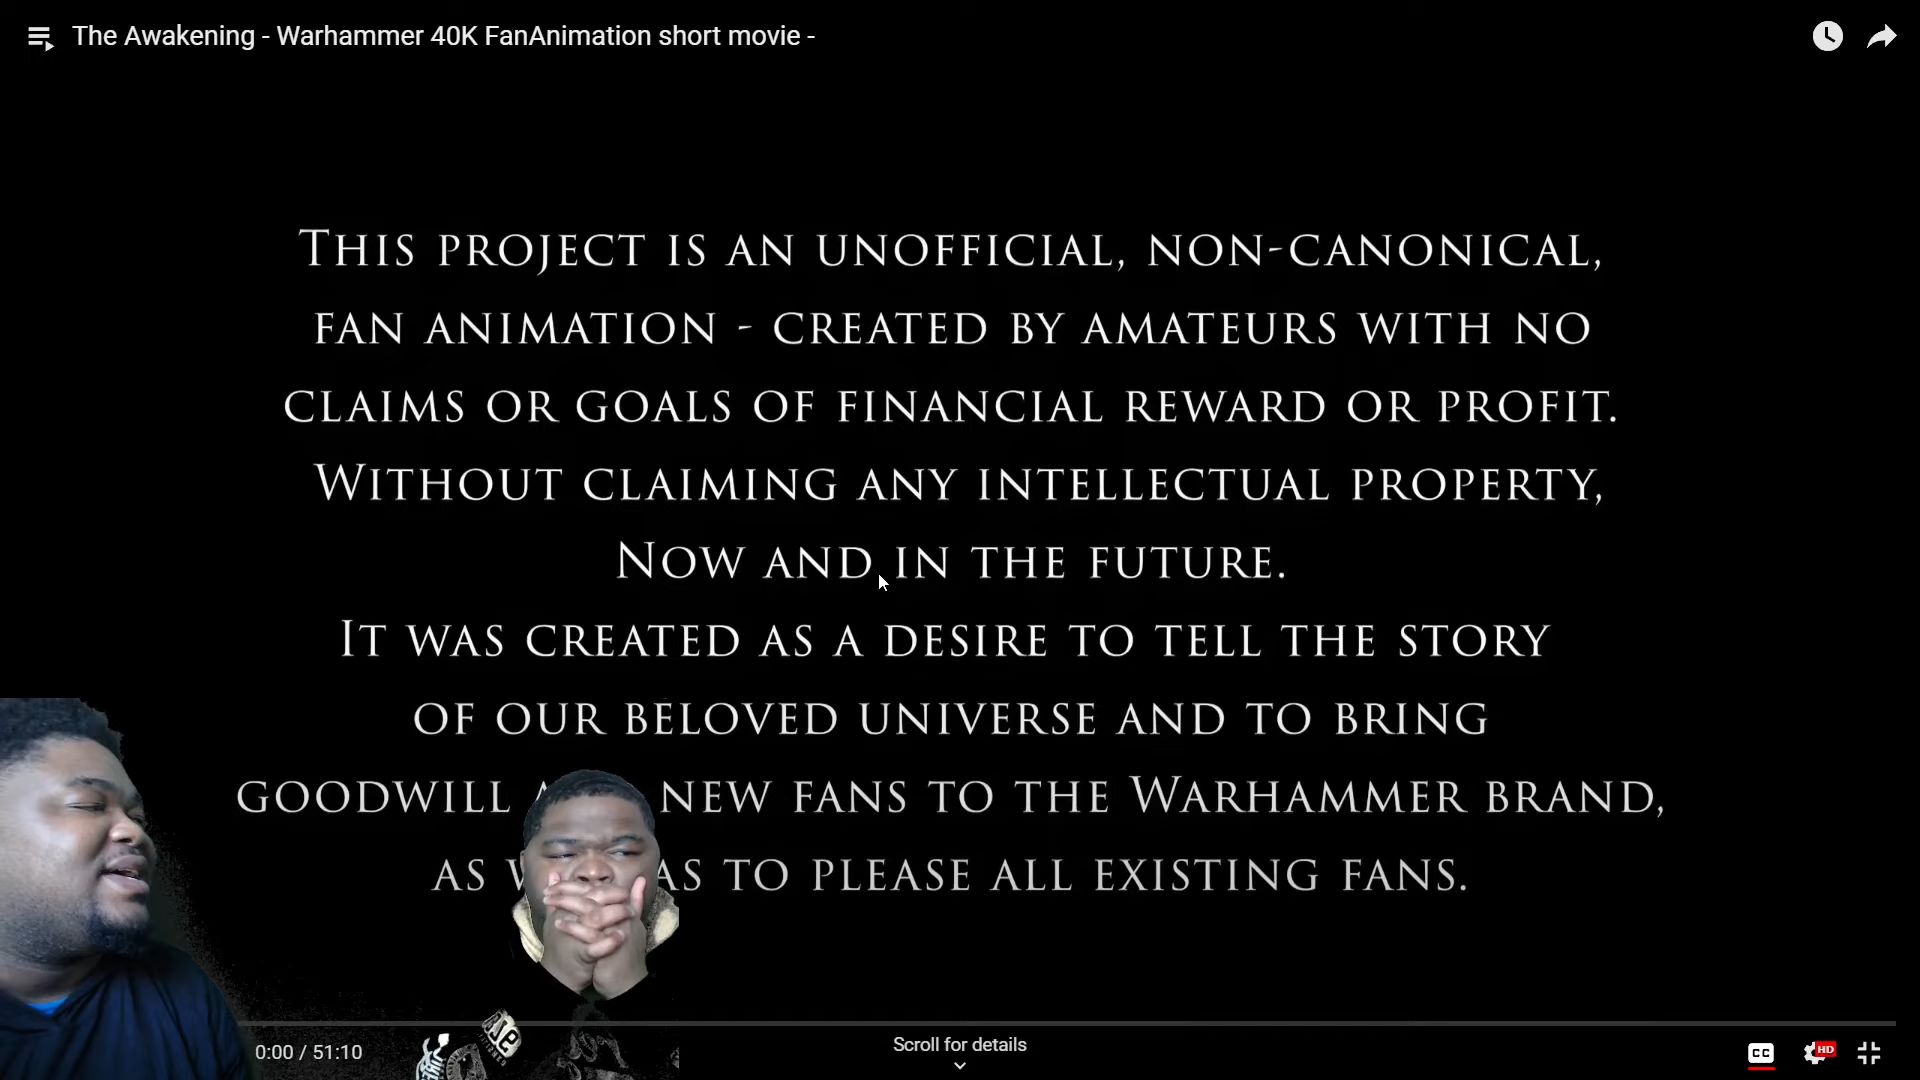 The Awakening - Warhammer 40K FanAnimation short movie -
This project is an unofficial, non-canonical,
fan animation - created by amateurs with no
claims or goals of financial reward or profit.
Without claiming any intellectual property,
Now and in the future.
It was created as a desire to tell the story
of our beloved universe and to bring
goodwill new fans to the Warhammer brand,
as to please all existing fans.
0:00 / 51:10
Scroll for details
CC
HD